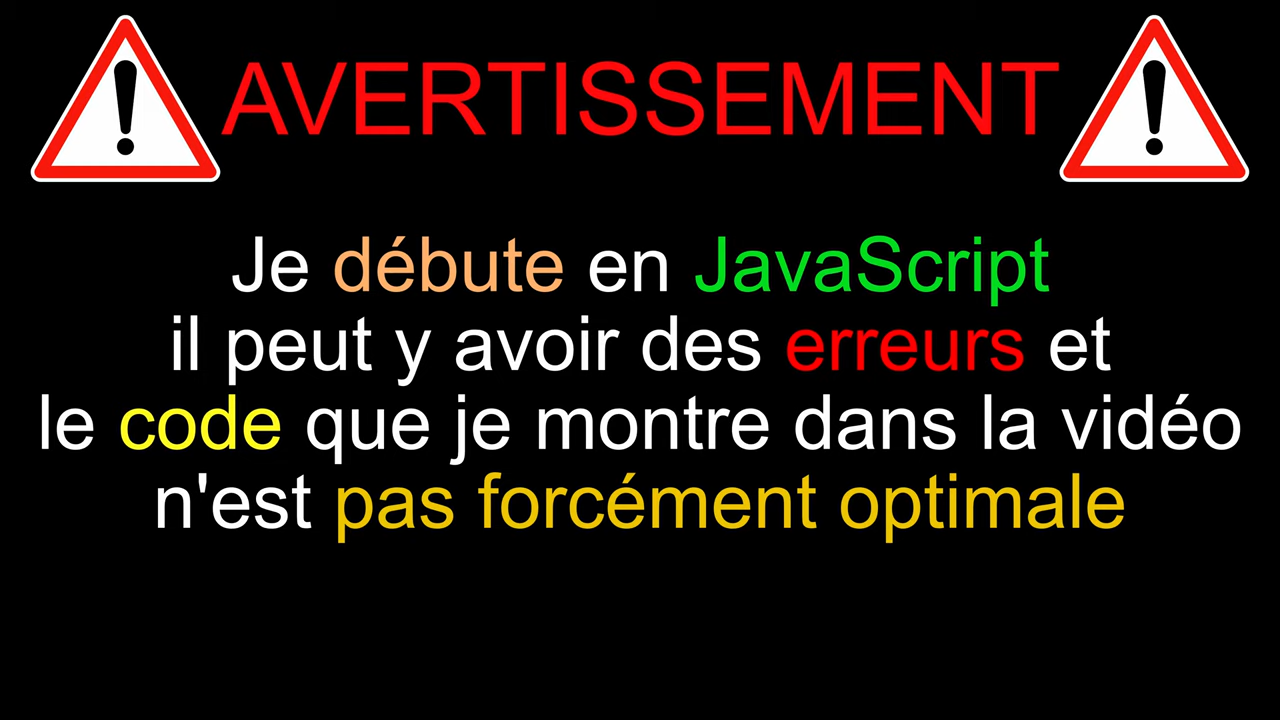 AVERTISSEMENT
Je débute en JavaScript
il peut y avoir des erreurs et
le code que je montre dans la vidéo
n'est pas forcément optimale